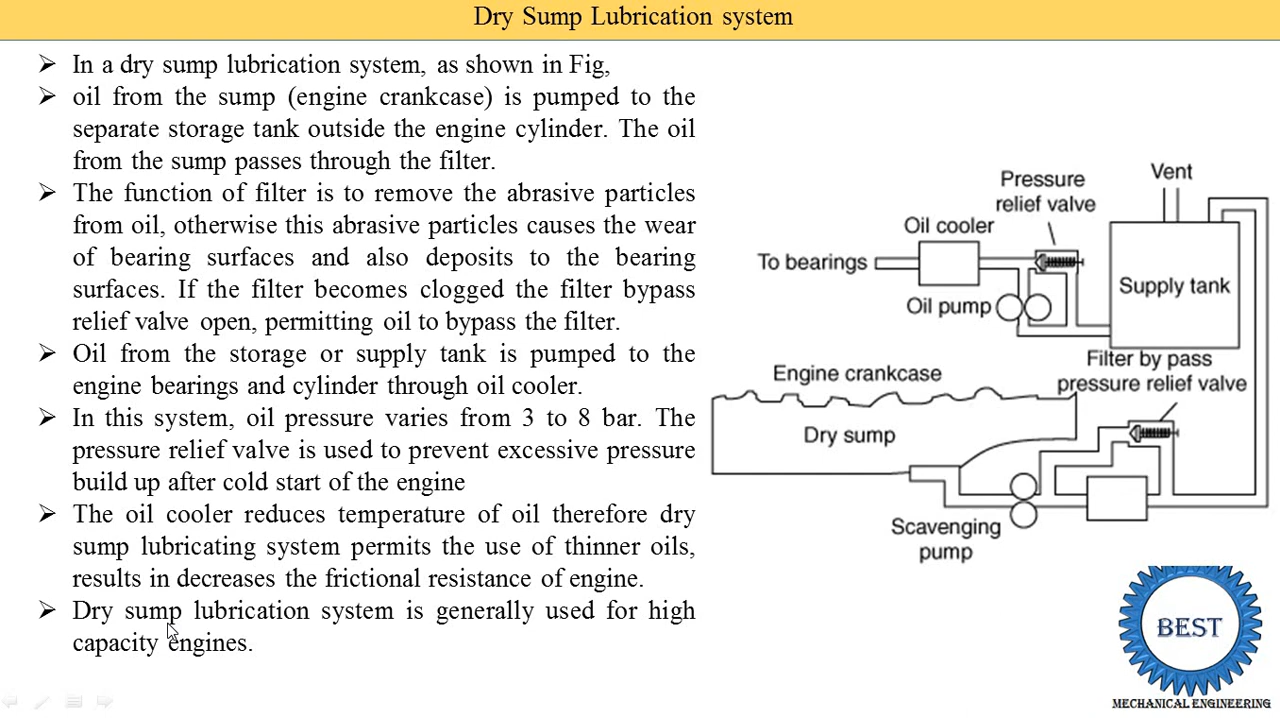 Dry Sump Lubrication system
➢ In a dry sump lubrication system, as shown in Fig,
➢ oil from the sump (engine crankcase) is pumped to the
separate storage tank outside the engine cylinder. The oil
from the sump passes through the filter.
➢ The function of filter is to remove the abrasive particles
from oil, otherwise this abrasive particles causes the wear
of bearing surfaces and also deposits to the bearing
surfaces. If the filter becomes clogged the filter bypass
relief valve open, permitting oil to bypass the filter.
➢ Oil from the storage or supply tank is pumped to the
engine bearings and cylinder through oil cooler.
➢ In this system, oil pressure varies from 3 to 8 bar. The
pressure relief valve is used to prevent excessive pressure
build up after cold start of the engine
➢ The oil cooler reduces temperature of oil therefore dry
sump lubricating system permits the use of thinner oils,
results in decreases the frictional resistance of engine.
➢ Dry sump lubrication system is generally used for high
capacity engines.
Pressure
relief valve
Vent
Oil cooler
To bearings
Oil pump
Supply tank
Filter by pass
pressure relief valve
Engine crankcase
Dry sump
Scavenging
pump
BEST
MECHANICAL ENGINEERING